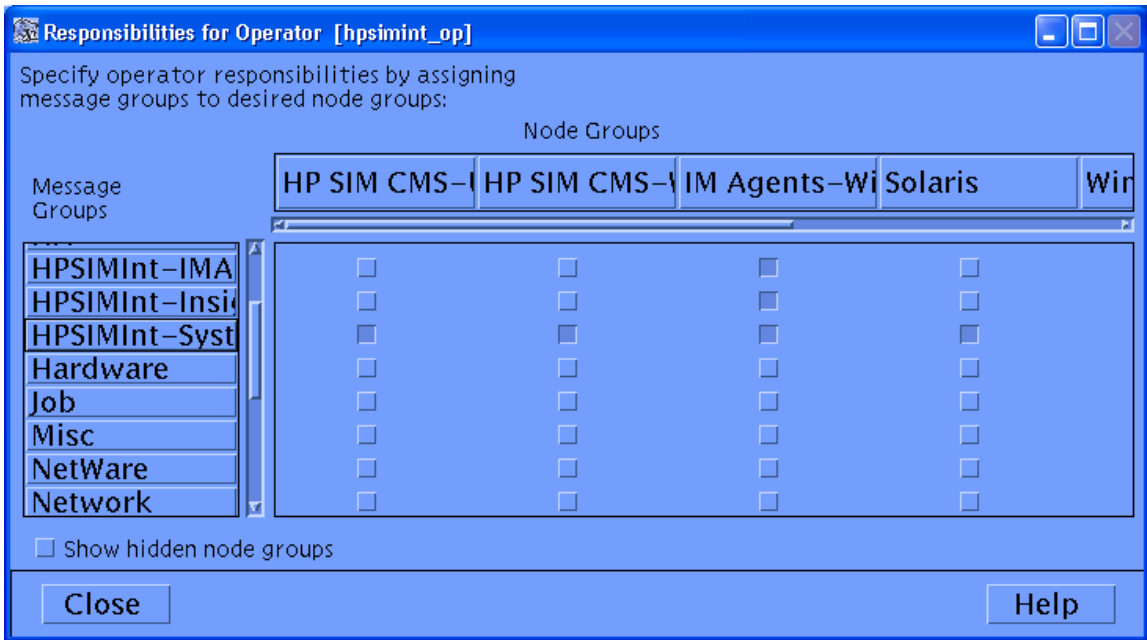 Responsibilities for Operator [hpsimint_op]
Specify operator responsibilities by assigning
message groups to desired node groups:
Node Groups
Message
Groups
HP SIM CMS-
HP SIM CMS-
IM Agents-Wi
Solaris
Win
HPSIMInt-IMA
HPSIMInt-Insi
HPSIMInt-Syst
Hardware
Job
Misc
NetWare
Network
Show hidden node groups
Close
Help